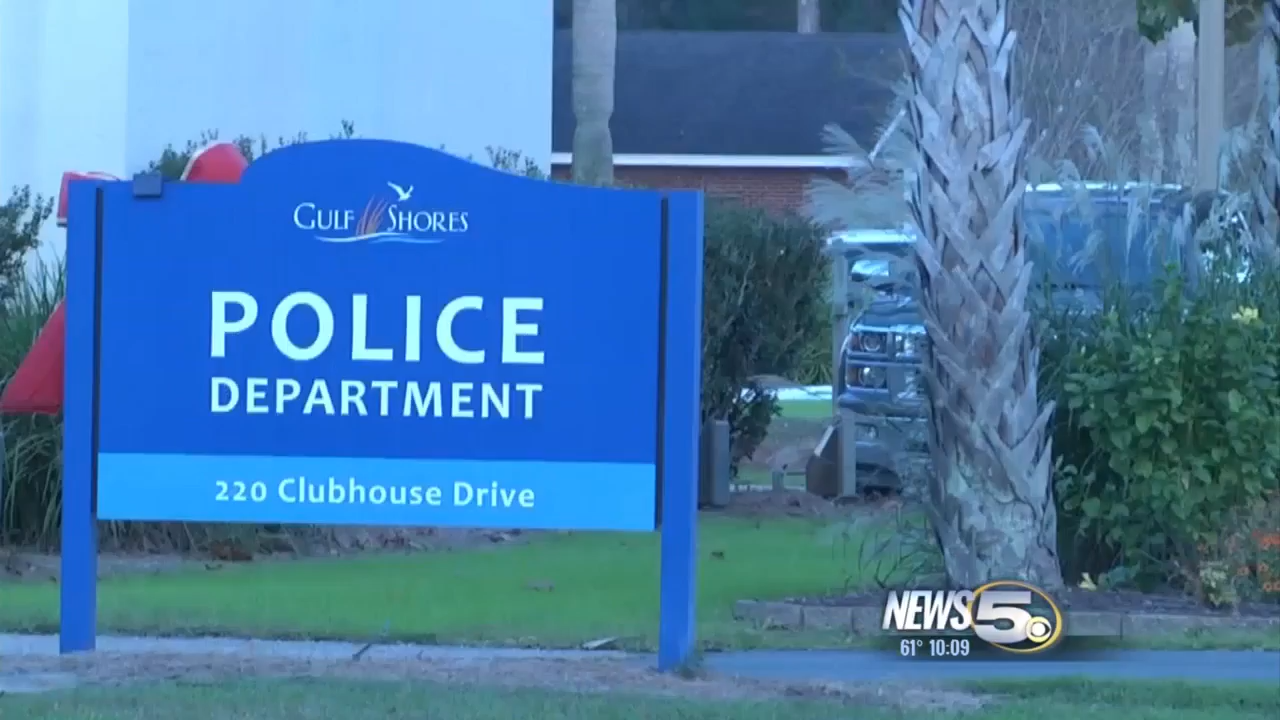 GULF SHORES
POLICE
DEPARTMENT
220 Clubhouse Drive
NEWS 5
61° 10:09